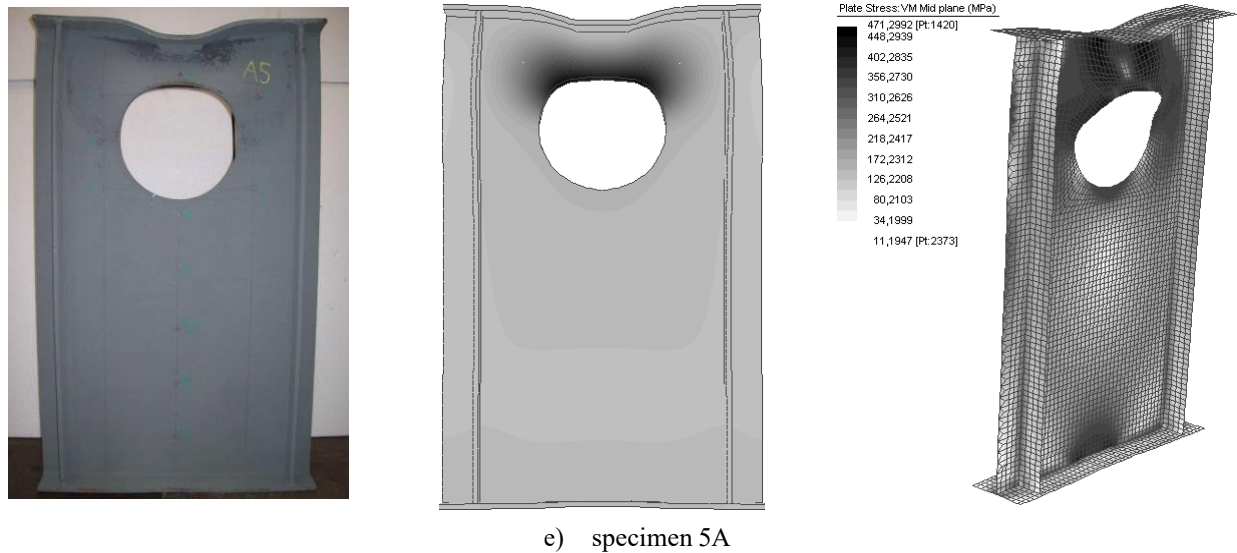 A5
Plate Stress:VM Mid plane (MPa)
471,2992 [Pt:1420]
448,2939
402,2835
356,2730
310,2626
264,2521
218,2417
172,2312
126,2208
80,2103
34,1999
11,1947 [Pt:2373]
e) specimen 5A